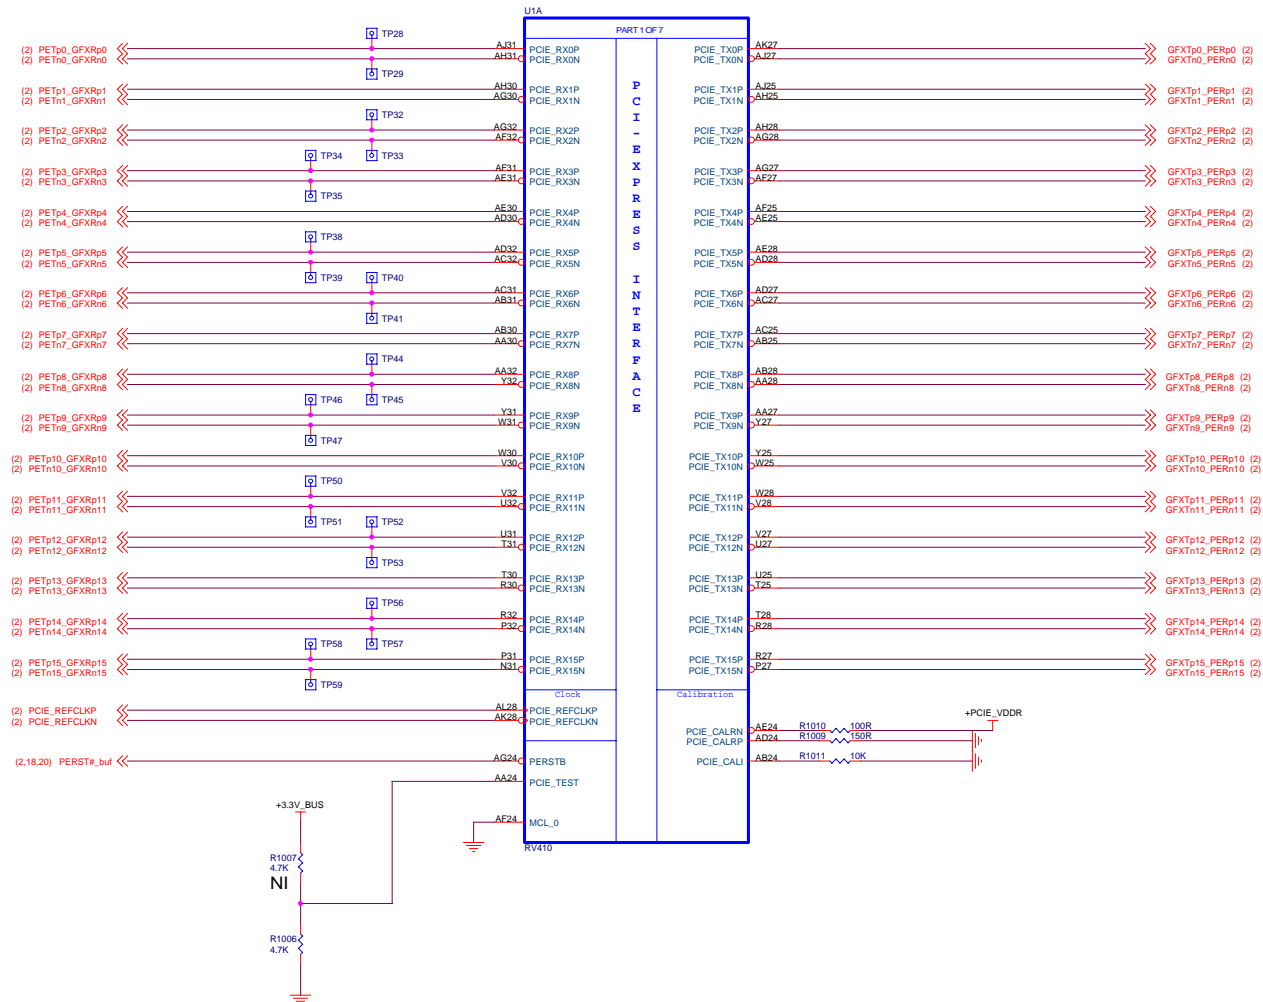 U1A
PART 1 OF 7
TP28
(2) PETp0_GFXRp0 AJ31 PCIE_RX0P PCIE_TX0P AK27 GFXTp0_PERp0 (2)
(2) PETn0_GFXRn0 AH31 PCIE_RX0N PCIE_TX0N AJ27 GFXTn0_PERn0 (2)
TP29
(2) PETp1_GFXRp1 AH30 PCIE_RX1P PCIE_TX1P AJ25 GFXTp1_PERp1 (2)
(2) PETn1_GFXRn1 AG30 PCIE_RX1N PCIE_TX1N AH25 GFXTn1_PERn1 (2)
TP32
(2) PETp2_GFXRp2 AG32 PCIE_RX2P PCIE_TX2P AH28 GFXTp2_PERp2 (2)
(2) PETn2_GFXRn2 AF32 PCIE_RX2N PCIE_TX2N AG28 GFXTn2_PERn2 (2)
TP34 TP33
(2) PETp3_GFXRp3 AF31 PCIE_RX3P PCIE_TX3P AG27 GFXTp3_PERp3 (2)
(2) PETn3_GFXRn3 AE31 PCIE_RX3N PCIE_TX3N AF27 GFXTn3_PERn3 (2)
TP35
(2) PETp4_GFXRp4 AE30 PCIE_RX4P PCIE_TX4P AF25 GFXTp4_PERp4 (2)
(2) PETn4_GFXRn4 AD30 PCIE_RX4N PCIE_TX4N AE25 GFXTn4_PERn4 (2)
TP38
(2) PETp5_GFXRp5 AD32 PCIE_RX5P PCIE_TX5P AE28 GFXTp5_PERp5 (2)
(2) PETn5_GFXRn5 AC32 PCIE_RX5N PCIE_TX5N AD28 GFXTn5_PERn5 (2)
TP39 TP40
(2) PETp6_GFXRp6 AC31 PCIE_RX6P PCIE_TX6P AD27 GFXTp6_PERp6 (2)
(2) PETn6_GFXRn6 AB31 PCIE_RX6N PCIE_TX6N AC27 GFXTn6_PERn6 (2)
TP41
(2) PETp7_GFXRp7 AB30 PCIE_RX7P PCIE_TX7P AC25 GFXTp7_PERp7 (2)
(2) PETn7_GFXRn7 AA30 PCIE_RX7N PCIE_TX7N AB25 GFXTn7_PERn7 (2)
TP44
(2) PETp8_GFXRp8 AA32 PCIE_RX8P PCIE_TX8P AB28 GFXTp8_PERp8 (2)
(2) PETn8_GFXRn8 Y32 PCIE_RX8N PCIE_TX8N AA28 GFXTn8_PERn8 (2)
TP46 TP45
(2) PETp9_GFXRp9 Y31 PCIE_RX9P PCIE_TX9P AA27 GFXTp9_PERp9 (2)
(2) PETn9_GFXRn9 W31 PCIE_RX9N PCIE_TX9N Y27 GFXTn9_PERn9 (2)
TP47
(2) PETp10_GFXRp10 W30 PCIE_RX10P PCIE_TX10P Y25 GFXTp10_PERp10 (2)
(2) PETn10_GFXRn10 V30 PCIE_RX10N PCIE_TX10N W25 GFXTn10_PERn10 (2)
TP50
(2) PETp11_GFXRp11 V32 PCIE_RX11P PCIE_TX11P W28 GFXTp11_PERp11 (2)
(2) PETn11_GFXRn11 U32 PCIE_RX11N PCIE_TX11N V28 GFXTn11_PERn11 (2)
TP51 TP52
(2) PETp12_GFXRp12 U31 PCIE_RX12P PCIE_TX12P V27 GFXTp12_PERp12 (2)
(2) PETn12_GFXRn12 T31 PCIE_RX12N PCIE_TX12N U27 GFXTn12_PERn12 (2)
TP53
(2) PETp13_GFXRp13 T30 PCIE_RX13P PCIE_TX13P U25 GFXTp13_PERp13 (2)
(2) PETn13_GFXRn13 R30 PCIE_RX13N PCIE_TX13N T25 GFXTn13_PERn13 (2)
TP56
(2) PETp14_GFXRp14 R32 PCIE_RX14P PCIE_TX14P T28 GFXTp14_PERp14 (2)
(2) PETn14_GFXRn14 P32 PCIE_RX14N PCIE_TX14N R28 GFXTn14_PERn14 (2)
TP58 TP57
(2) PETp15_GFXRp15 P31 PCIE_RX15P PCIE_TX15P R27 GFXTp15_PERp15 (2)
(2) PETn15_GFXRn15 N31 PCIE_RX15N PCIE_TX15N P27 GFXTn15_PERn15 (2)
TP59
PCI-EXPRESS INTERFACE
Clock Calibration
(2) PCIE_REFCLKP AL28 PCIE_REFCLKP
(2) PCIE_REFCLKN AK28 PCIE_REFCLKN
+PCIE_VDDR
PCIE_CALRN AE24 R1010 100R
PCIE_CALRP AD24 R1009 150R
(2,18,20) PERST#_buf AG24 PERSTB PCIE_CALI AB24 R1011 10K
AA24 PCIE_TEST
+3.3V_BUS
AF24 MCL_0
RV410
R1007
4.7K
NI
R1006
4.7K